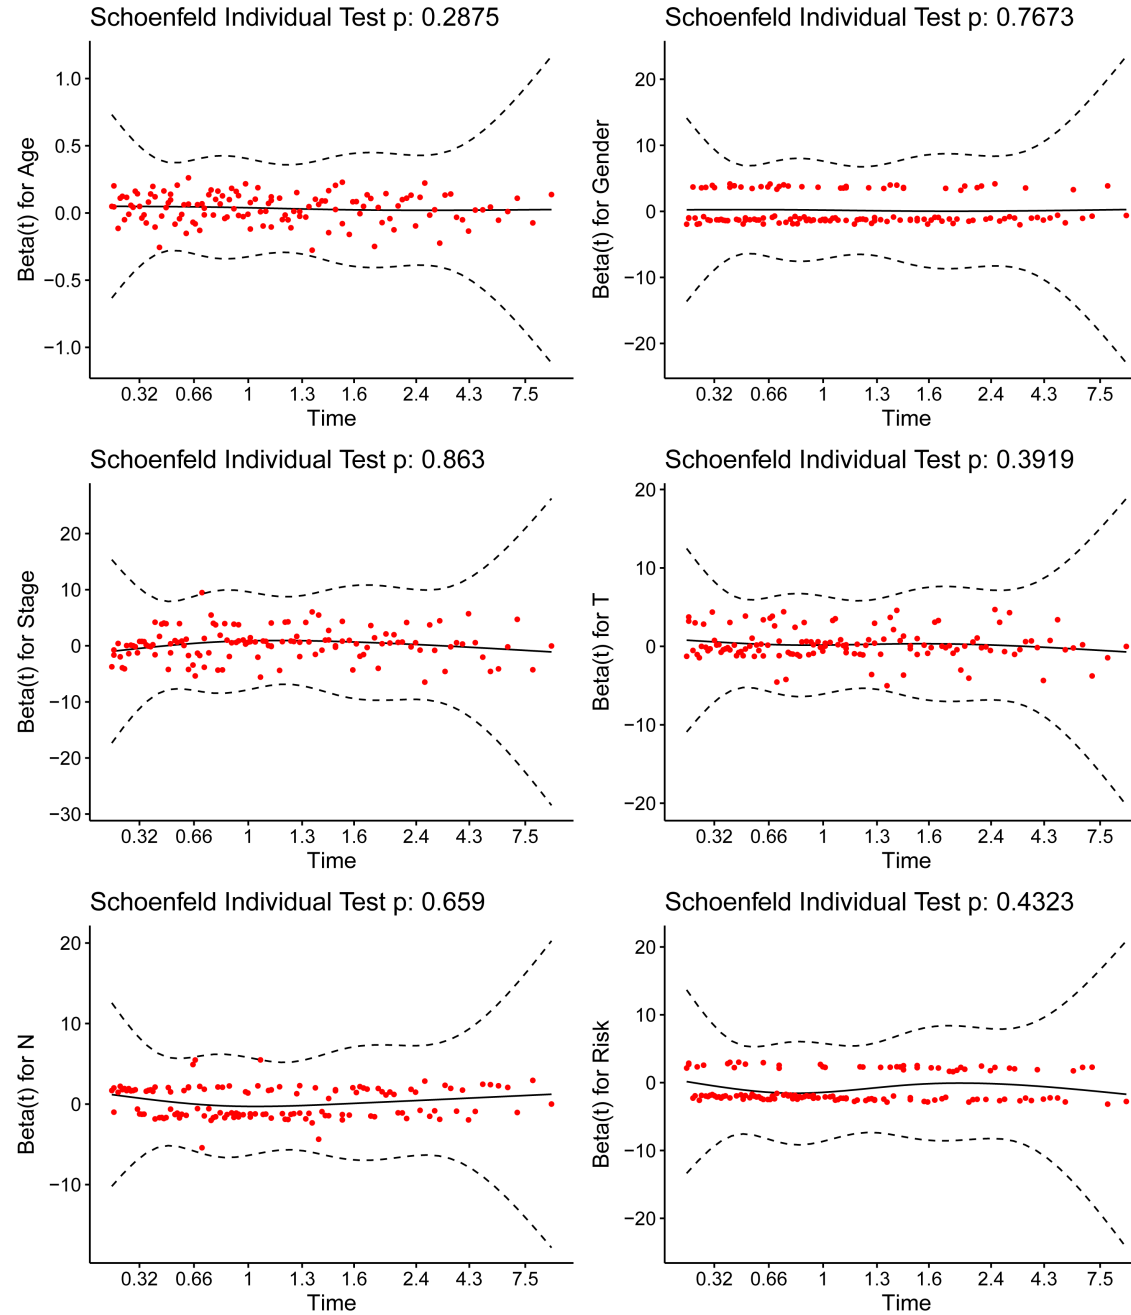 Schoenfeld Individual Test p: 0.2875
1.0
0.5
0.0
−0.5
−1.0
Beta(t) for Age
0.32 0.66 1 1.3 1.6 2.4 4.3 7.5
Time
Schoenfeld Individual Test p: 0.7673
20
10
0
−10
−20
Beta(t) for Gender
0.32 0.66 1 1.3 1.6 2.4 4.3 7.5
Time
Schoenfeld Individual Test p: 0.863
20
10
0
−10
−20
−30
Beta(t) for Stage
0.32 0.66 1 1.3 1.6 2.4 4.3 7.5
Time
Schoenfeld Individual Test p: 0.3919
20
10
0
−10
−20
Beta(t) for T
0.32 0.66 1 1.3 1.6 2.4 4.3 7.5
Time
Schoenfeld Individual Test p: 0.659
20
10
0
−10
Beta(t) for N
0.32 0.66 1 1.3 1.6 2.4 4.3 7.5
Time
Schoenfeld Individual Test p: 0.4323
20
10
0
−10
−20
Beta(t) for Risk
0.32 0.66 1 1.3 1.6 2.4 4.3 7.5
Time